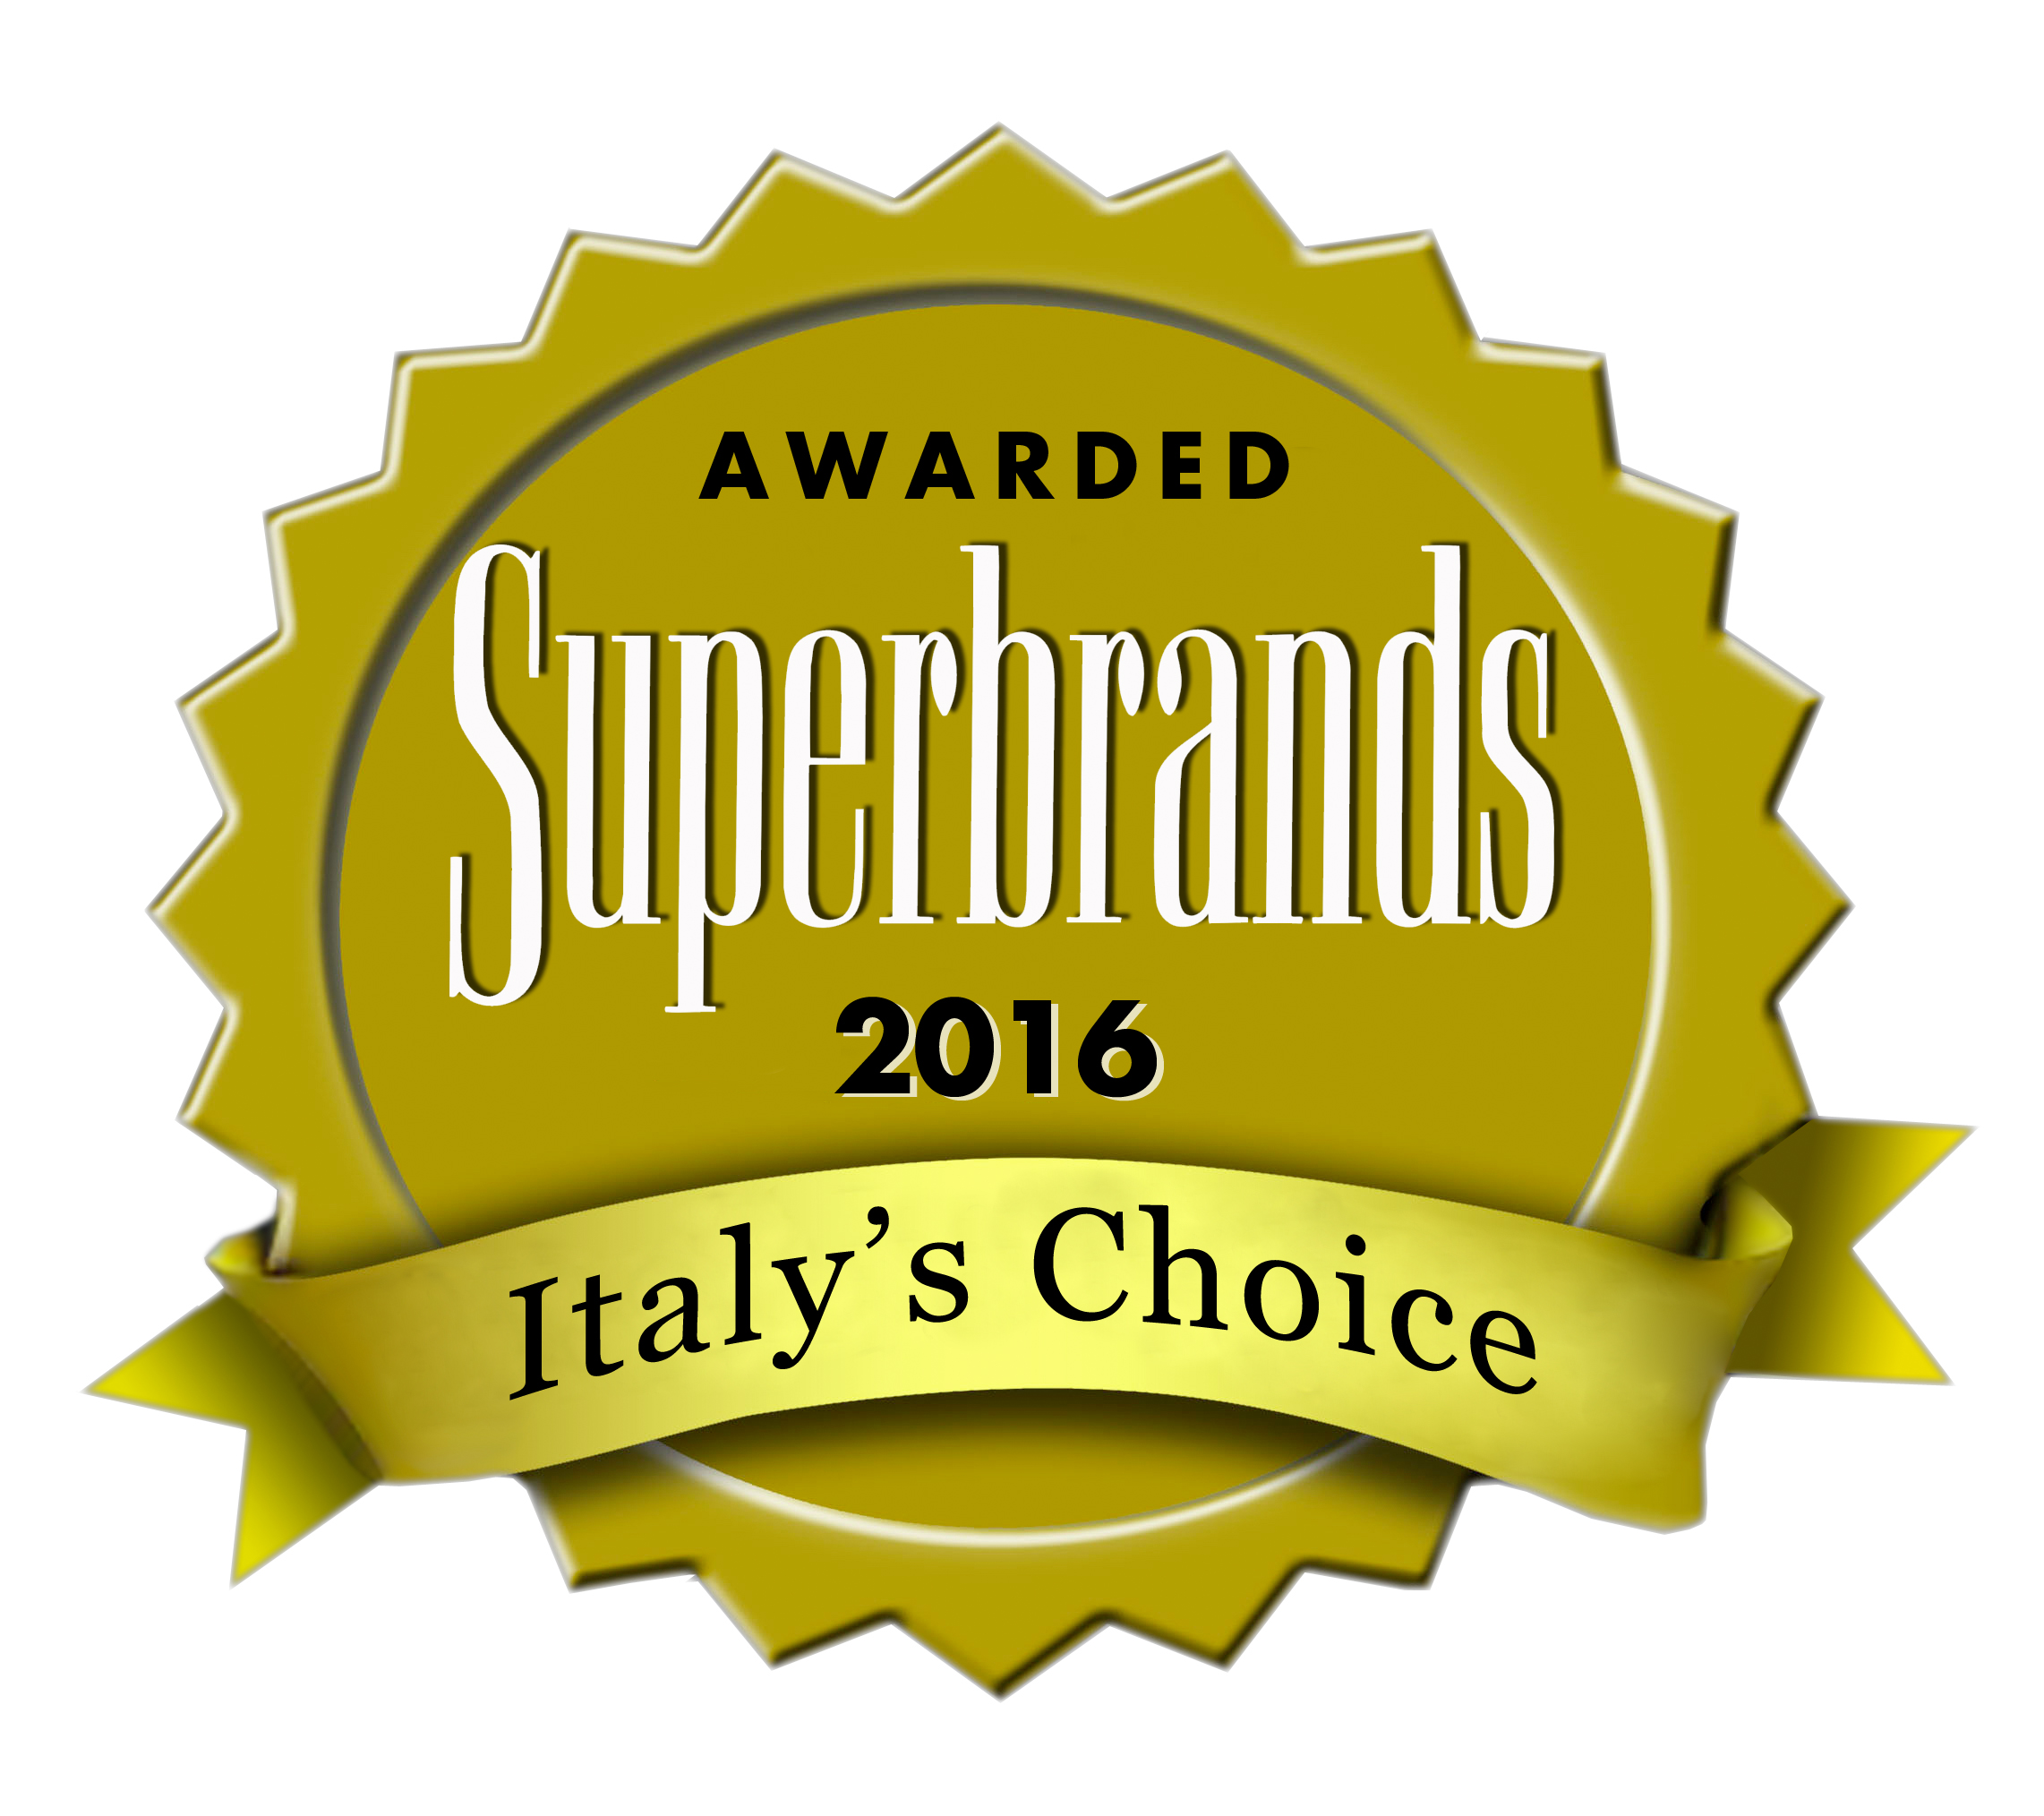 AWARDED
Superbrands
2016
Italy’s Choice